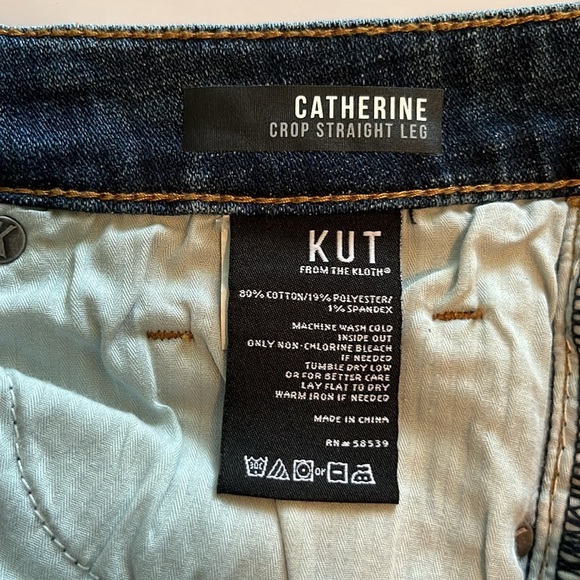 CATHERINE
CROP STRAIGHT LEG
K
KUT
FROM THE KLOTH®
80% COTTON/19% POLYESTER/
1% SPANDEX
MACHINE WASH COLD
INSIDE OUT
ONLY NON-CHLORINE BLEACH
IF NEEDED
TUMBLE DRY LOW
OR FOR BETTER CARE
LAY FLAT TO DRY
WARM IRON IF NEEDED
MADE IN CHINA
RN# 58539
30C or